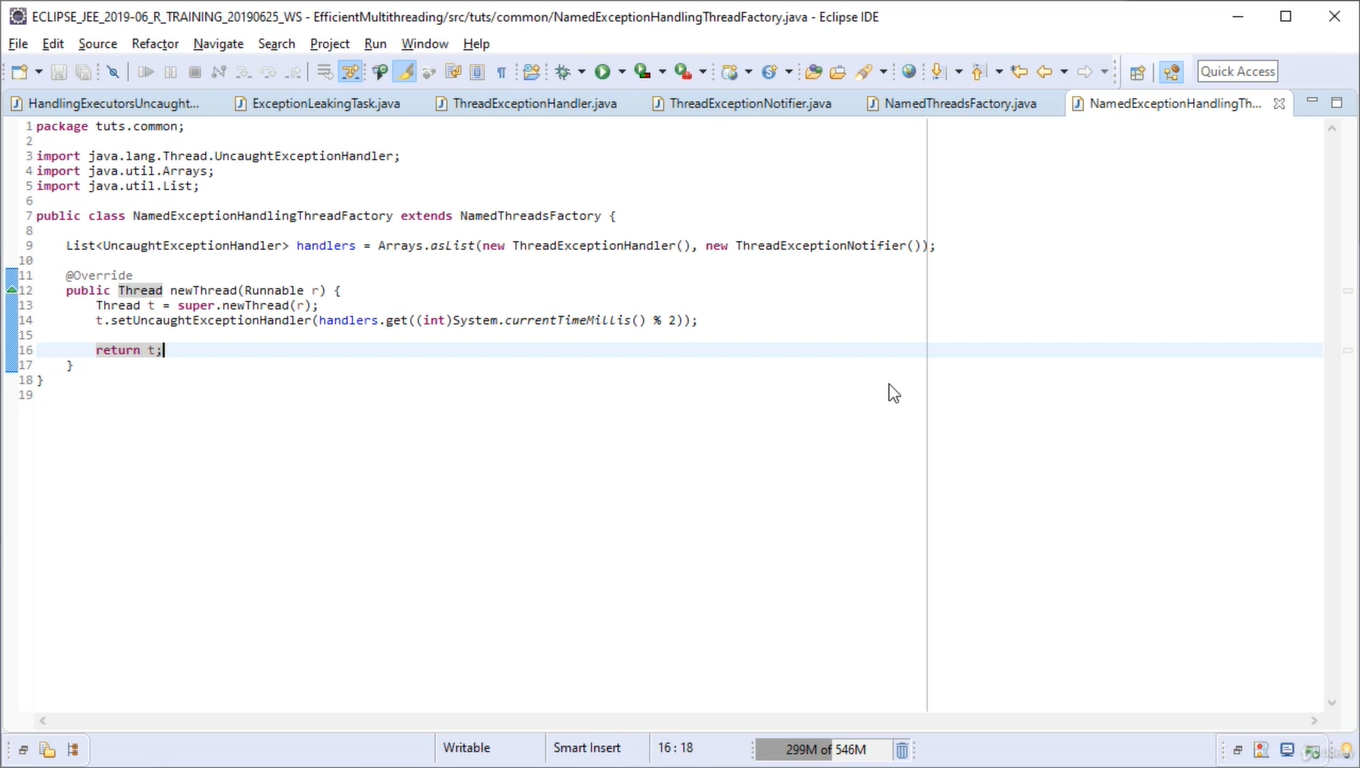 ECLIPSE_JEE_2019-06_R_TRAINING_20190625_WS - EfficientMultithreading/src/tuts/common/NamedExceptionHandlingThreadFactory.java - Eclipse IDE
File Edit Source Refactor Navigate Search Project Run Window Help
Quick Access
HandlingExecutorsUncaught... ExceptionLeakingTask.java ThreadExceptionHandler.java ThreadExceptionNotifier.java NamedThreadsFactory.java NamedExceptionHandlingTh...
1 package tuts.common;
2
3 import java.lang.Thread.UncaughtExceptionHandler;
4 import java.util.Arrays;
5 import java.util.List;
6
7 public class NamedExceptionHandlingThreadFactory extends NamedThreadsFactory {
8
9 List<UncaughtExceptionHandler> handlers = Arrays.asList(new ThreadExceptionHandler(), new ThreadExceptionNotifier());
10
11 @Override
12 public Thread newThread(Runnable r) {
13 Thread t = super.newThread(r);
14 t.setUncaughtExceptionHandler(handlers.get((int)System.currentTimeMillis() % 2));
15
16 return t;
17 }
18 }
19
Writable Smart Insert 16 : 18 299M of 546M